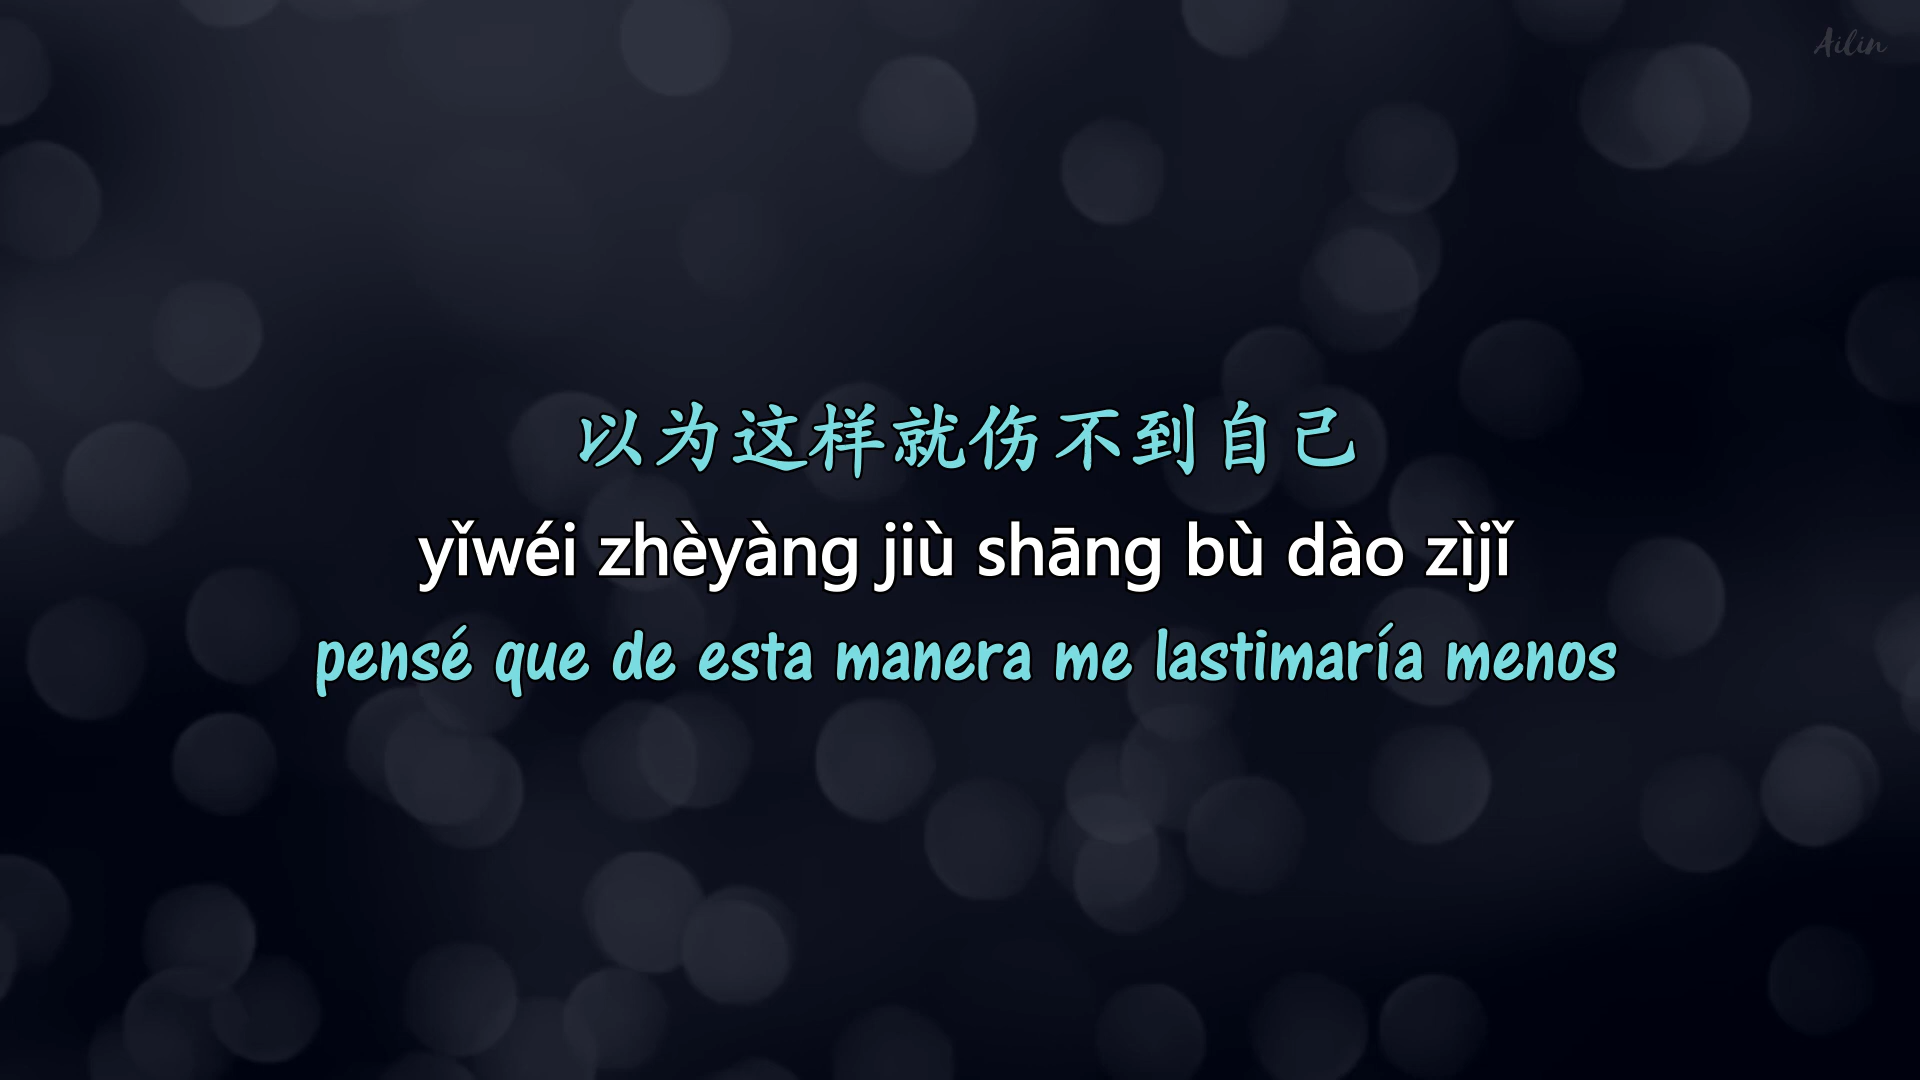 Ailin
以为这样就伤不到自己
yǐwéi zhèyàng jiù shāng bù dào zìjǐ
pensé que de esta manera me lastimaría menos